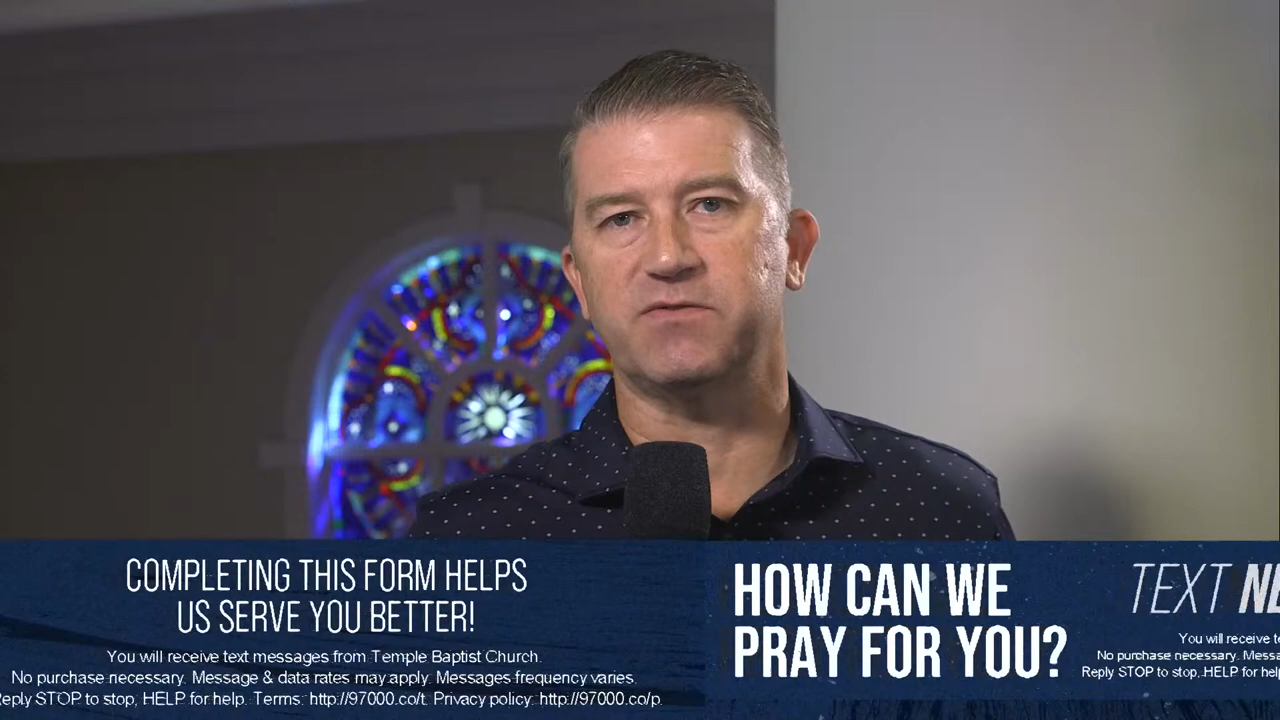 COMPLETING THIS FORM HELPS
US SERVE YOU BETTER!
You will receive text messages from Temple Baptist Church.
No purchase necessary. Message & data rates may apply. Messages frequency varies.
Reply STOP to stop, HELP for help. Terms: http://97000.co/t. Privacy policy: http://97000.co/p.
HOW CAN WE
PRAY FOR YOU?
TEXT
You will receive
No purchase necessary.
Reply STOP to stop, HELP for